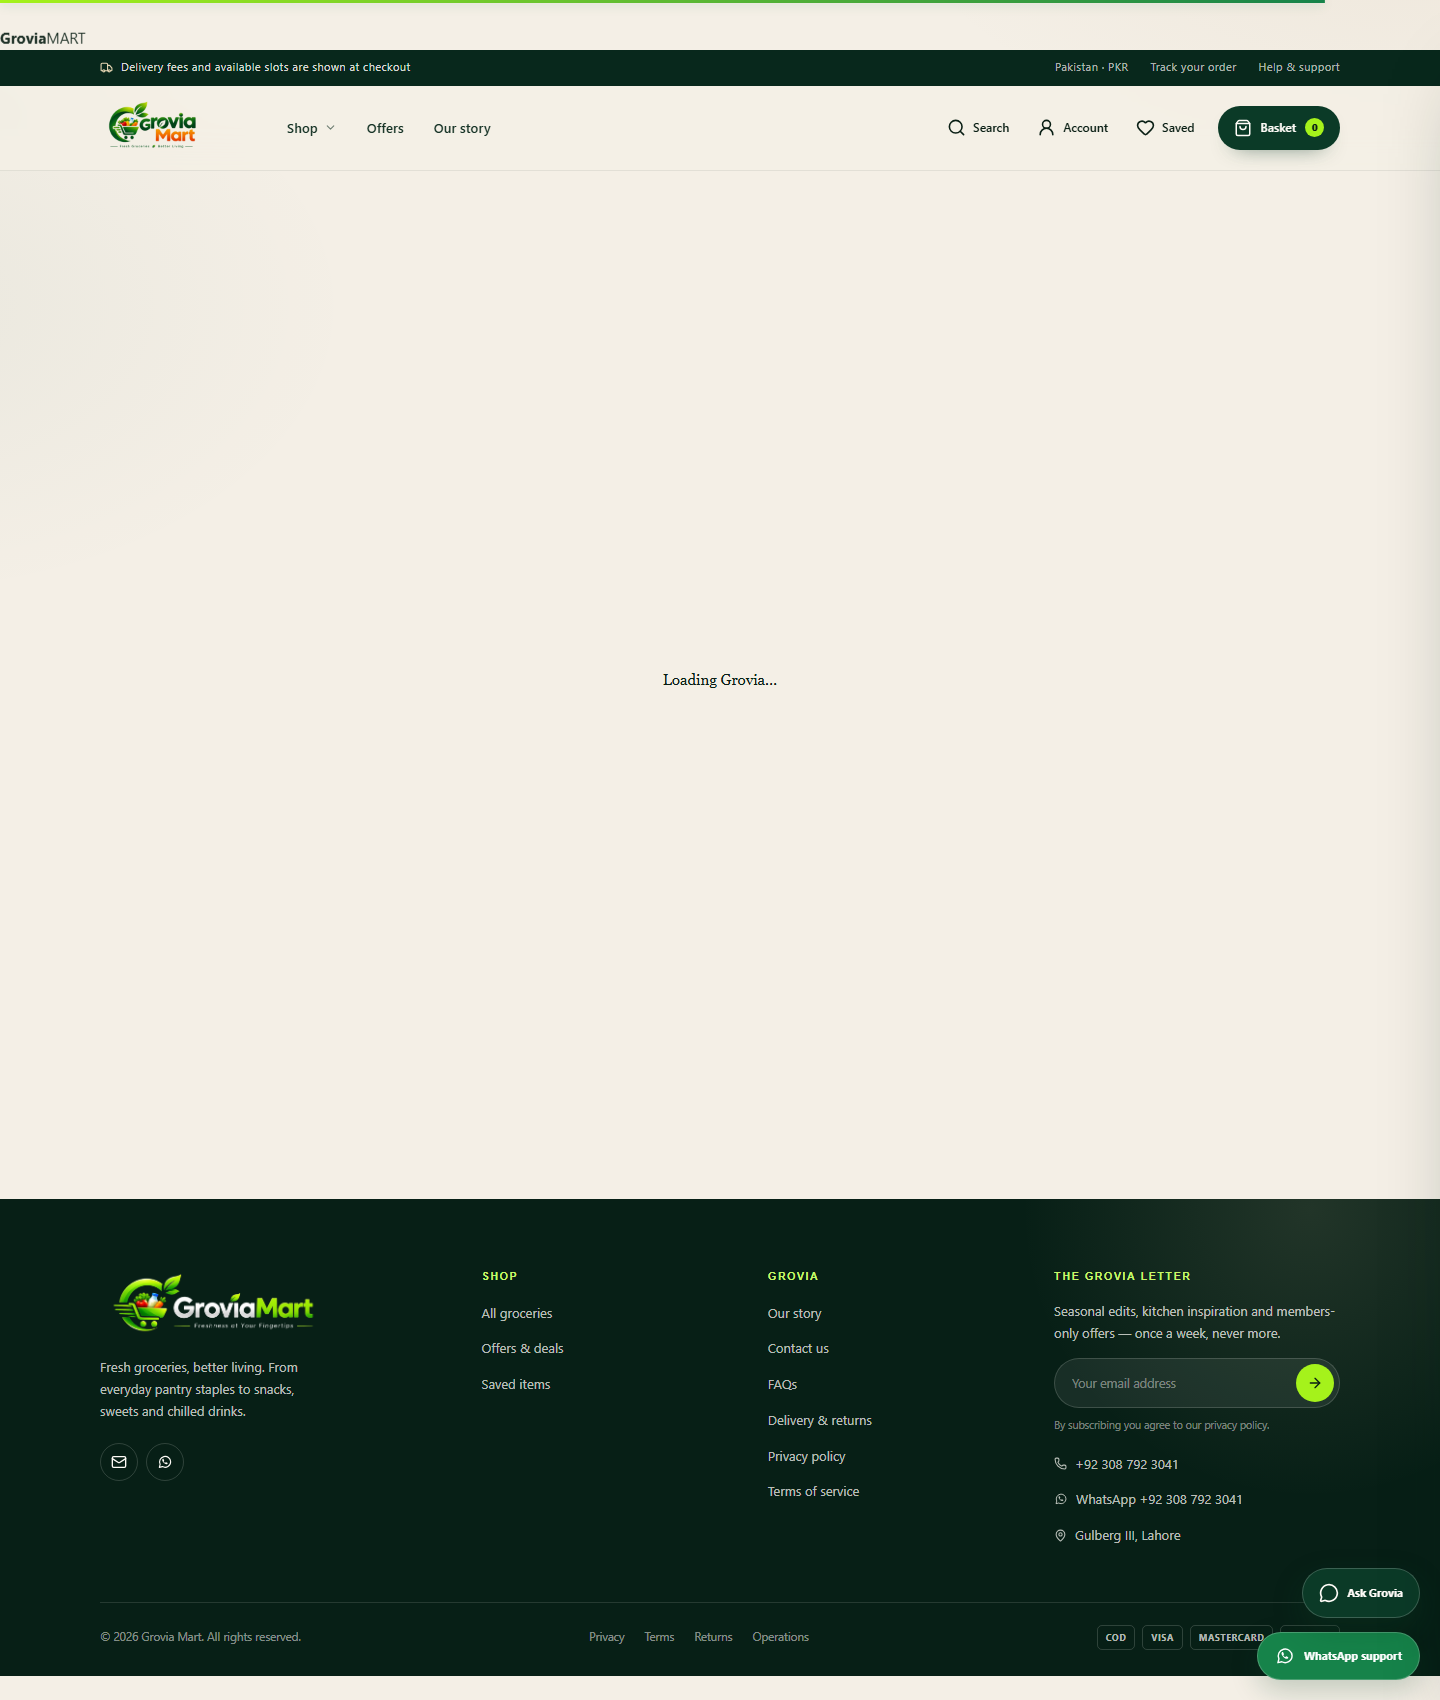 GroviaMART
Delivery fees and available slots are shown at checkout
Pakistan · PKR
Track your order
Help & support
Grovia
Mart
Fresh Groceries & Better Living
Shop
Offers
Our story
Search
Account
Saved
Basket
0
Loading Grovia...
GroviaMart
Freshness at Your Fingertips
Fresh groceries, better living. From
everyday pantry staples to snacks,
sweets and chilled drinks.
SHOP
All groceries
Offers & deals
Saved items
GROVIA
Our story
Contact us
FAQs
Delivery & returns
Privacy policy
Terms of service
THE GROVIA LETTER
Seasonal edits, kitchen inspiration and members-
only offers — once a week, never more.
Your email address
By subscribing you agree to our privacy policy.
+92 308 792 3041
WhatsApp +92 308 792 3041
Gulberg III, Lahore
Ask Grovia
© 2026 Grovia Mart. All rights reserved.
Privacy
Terms
Returns
Operations
COD
VISA
MASTERCARD
WhatsApp support